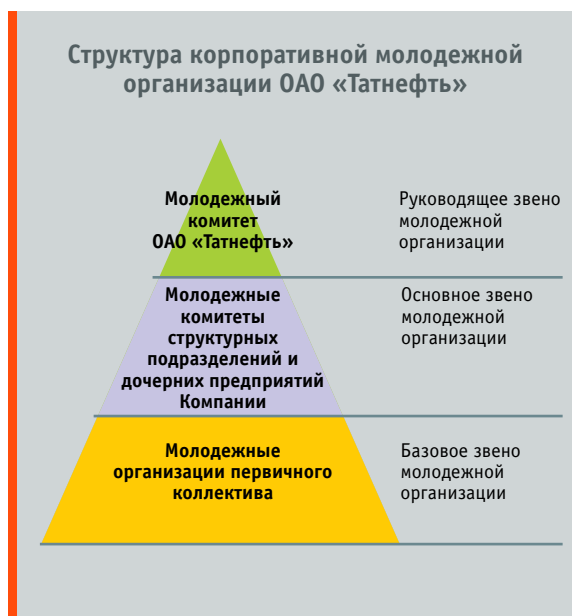 Структура корпоративной молодежной
организации ОАО «Татнефть»
Молодежный
комитет
ОАО «Татнефть»
Руководящее звено
молодежной
организации
Молодежные
комитеты
структурных
подразделений и
дочерних предприятий
Компании
Основное звено
молодежной
организации
Молодежные
организации первичного
коллектива
Базовое звено
молодежной
организации